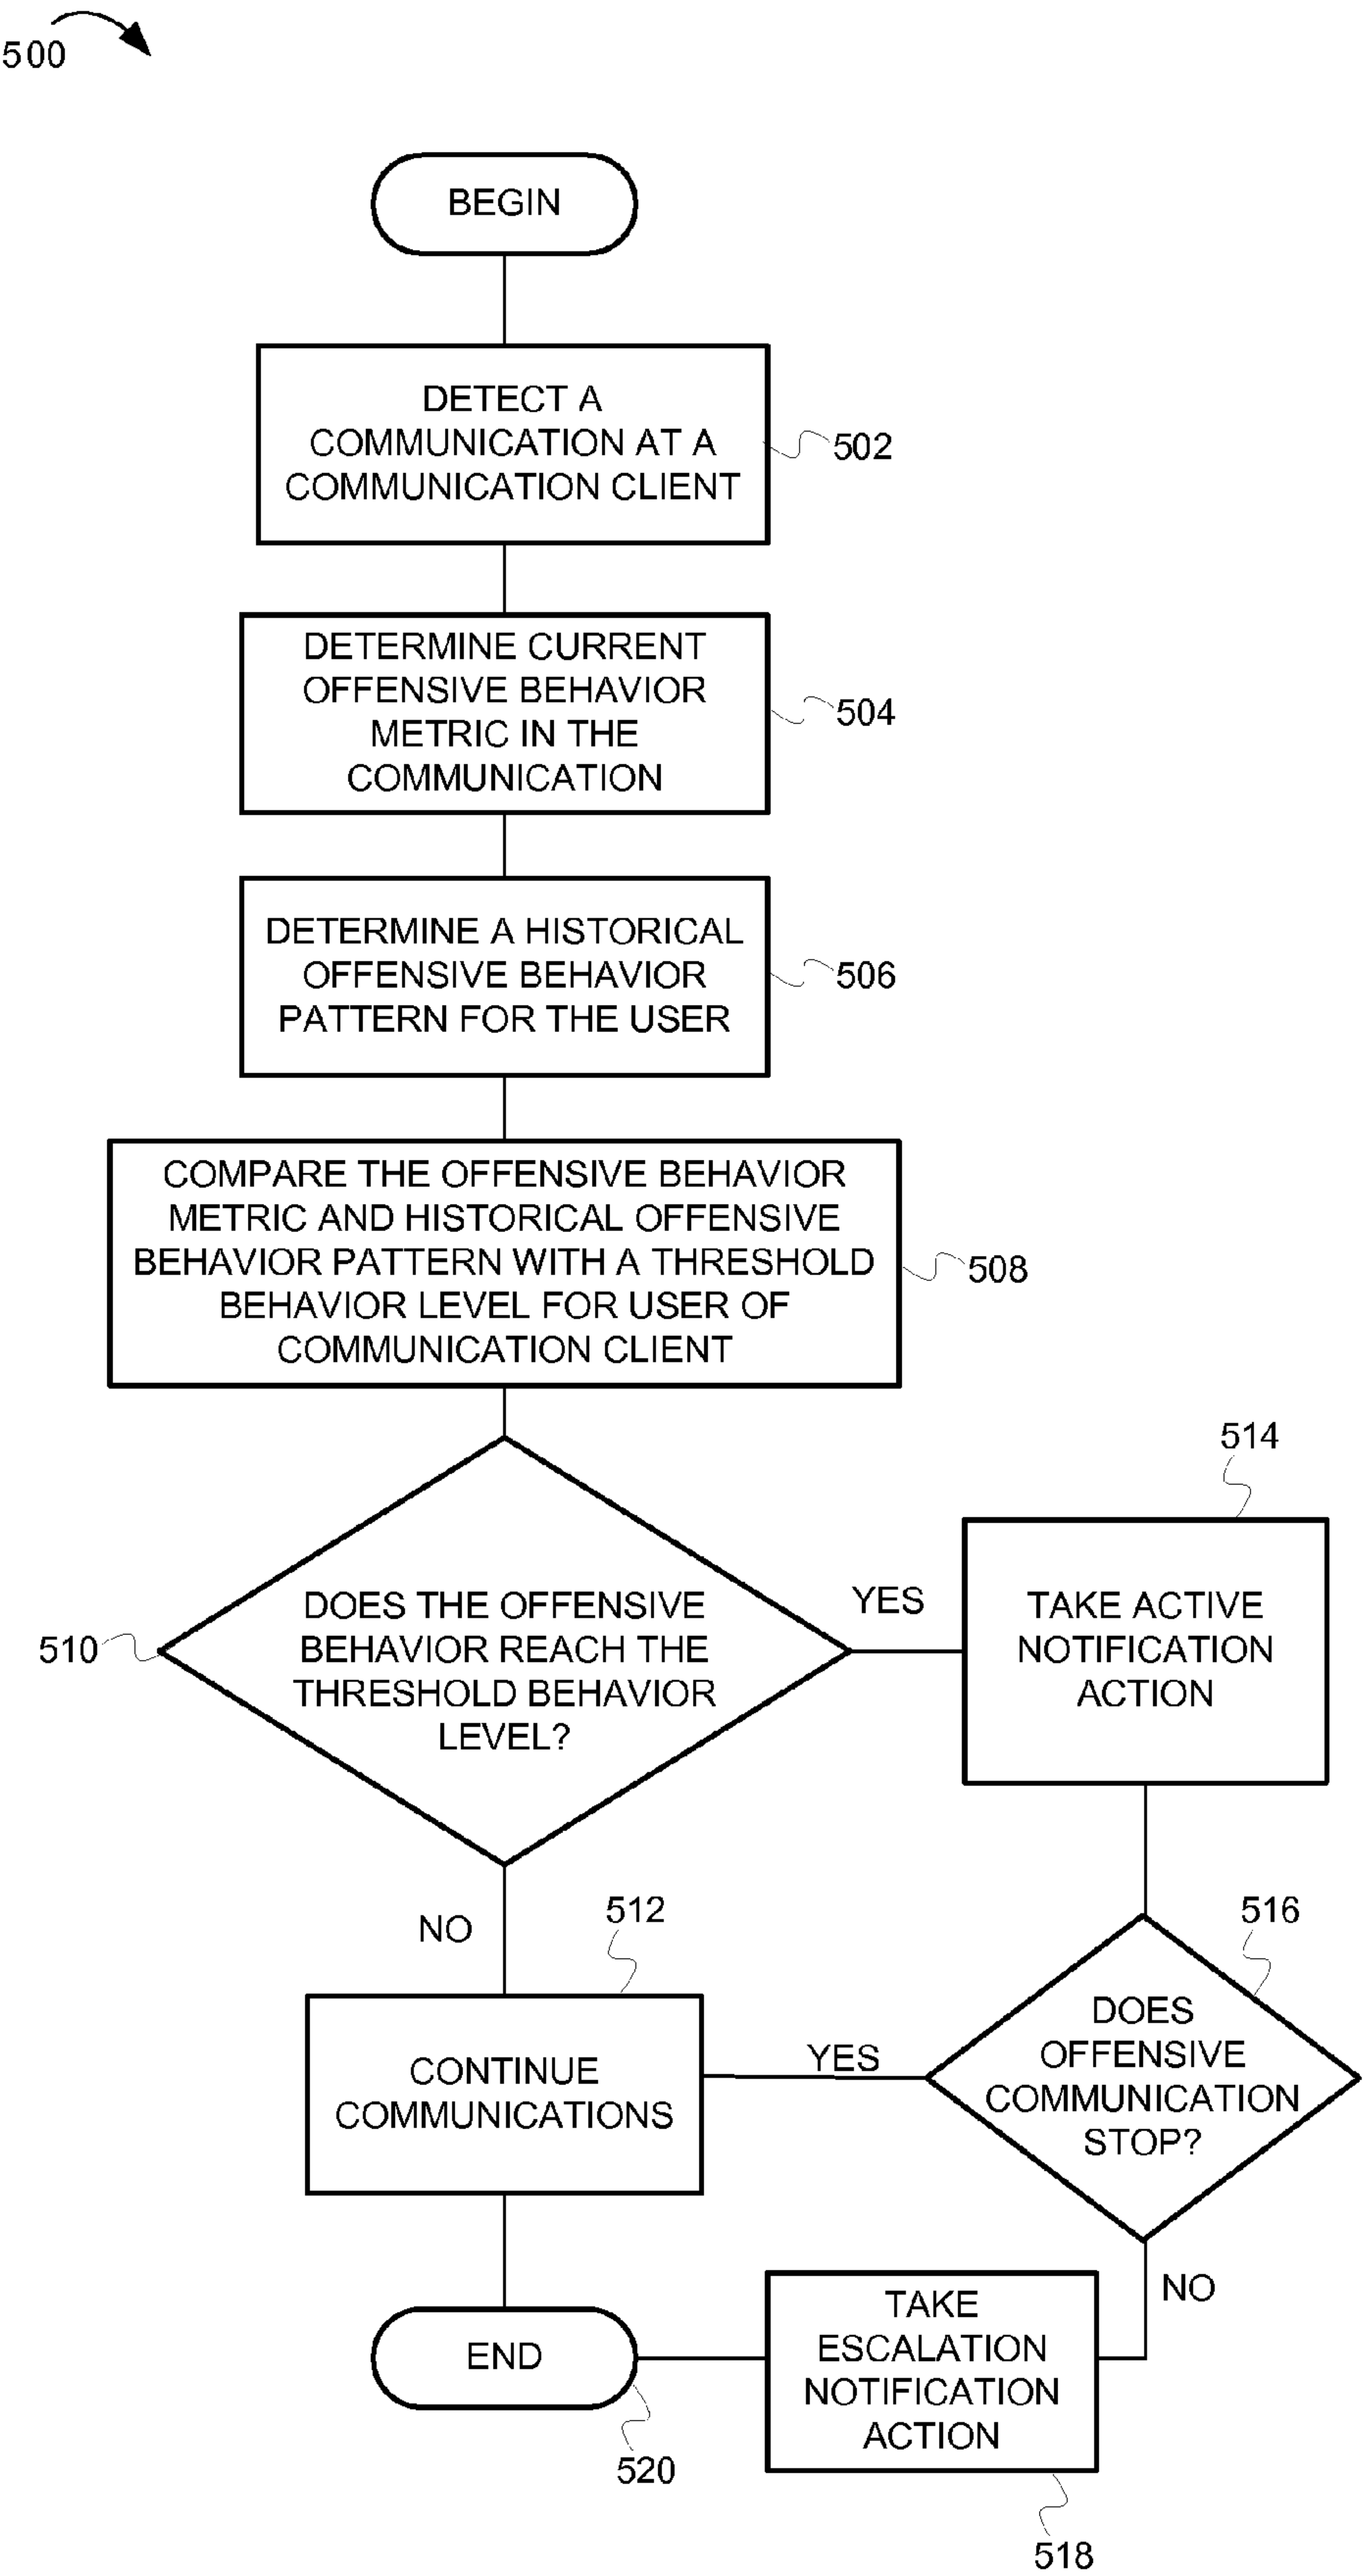 500
BEGIN
DETECT A
COMMUNICATION AT A
COMMUNICATION CLIENT
502
DETERMINE CURRENT
OFFENSIVE BEHAVIOR
METRIC IN THE
COMMUNICATION
504
DETERMINE A HISTORICAL
OFFENSIVE BEHAVIOR
PATTERN FOR THE USER
506
COMPARE THE OFFENSIVE BEHAVIOR
METRIC AND HISTORICAL OFFENSIVE
BEHAVIOR PATTERN WITH A THRESHOLD
BEHAVIOR LEVEL FOR USER OF
COMMUNICATION CLIENT
508
510
DOES THE OFFENSIVE
BEHAVIOR REACH THE
THRESHOLD BEHAVIOR
LEVEL?
YES
514
TAKE ACTIVE
NOTIFICATION
ACTION
NO
512
CONTINUE
COMMUNICATIONS
YES
516
DOES
OFFENSIVE
COMMUNICATION
STOP?
NO
TAKE
ESCALATION
NOTIFICATION
ACTION
518
END
520